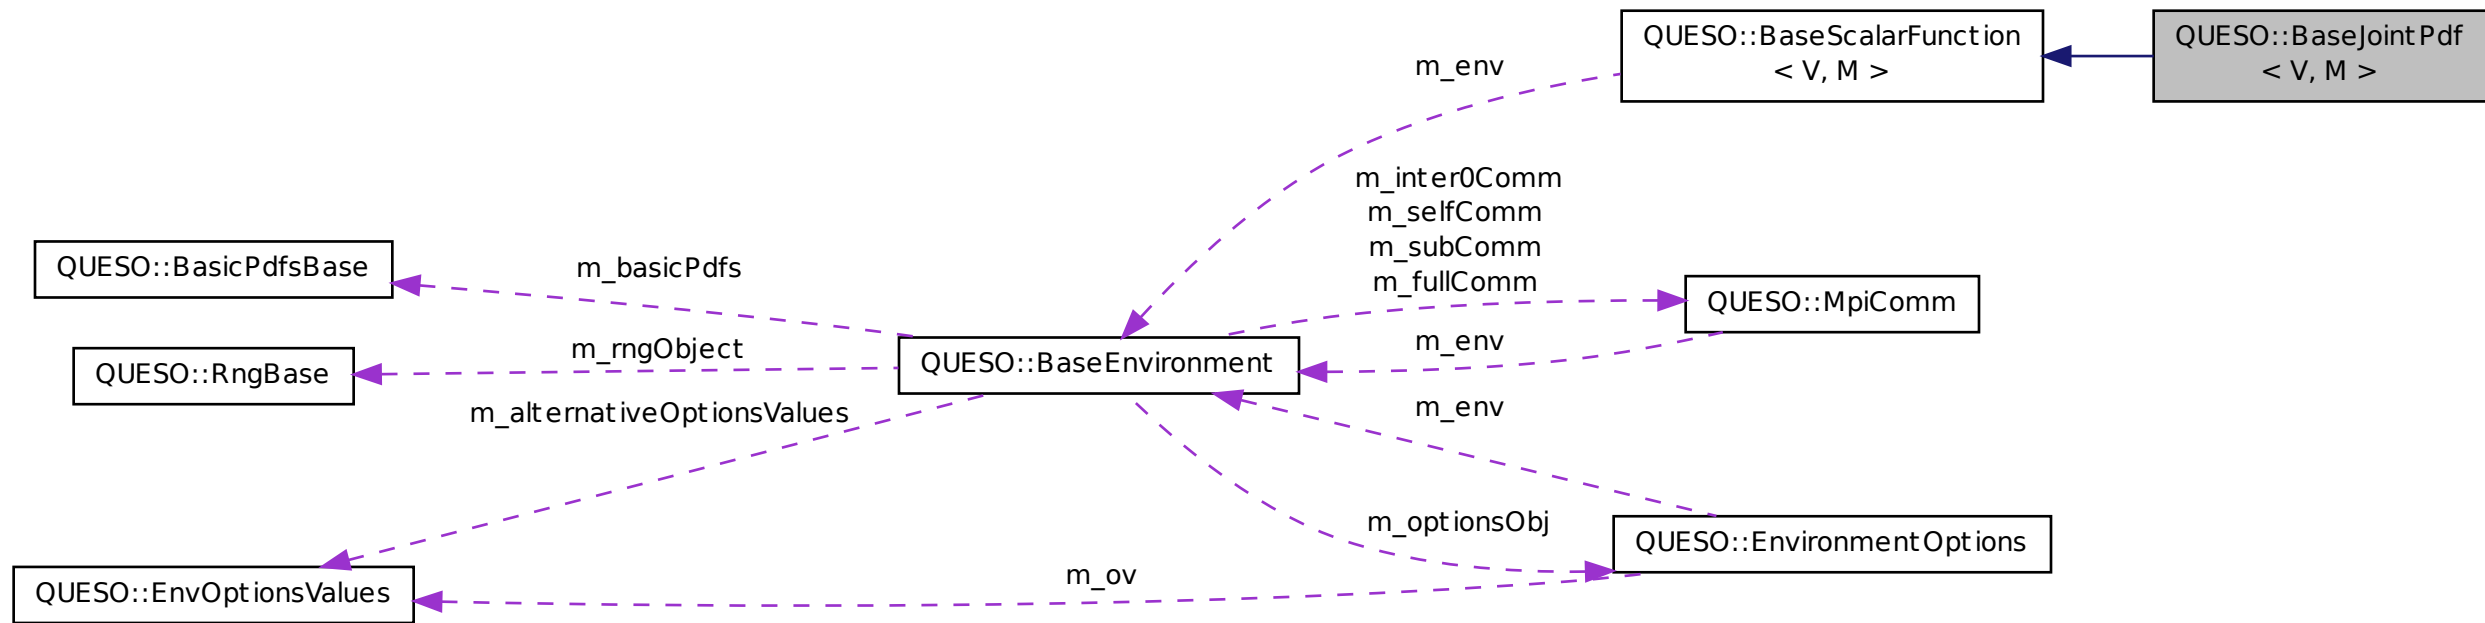 QUESO::BaseScalarFunction
< V, M >
QUESO::BaseJointPdf
< V, M >
m_env
m_inter0Comm
m_selfComm
m_subComm
m_fullComm
QUESO::BasicPdfsBase
m_basicPdfs
QUESO::MpiComm
m_env
m_rngObject
QUESO::RngBase
QUESO::BaseEnvironment
m_alternativeOptionsValues
m_env
m_optionsObj
QUESO::EnvironmentOptions
m_ov
QUESO::EnvOptionsValues